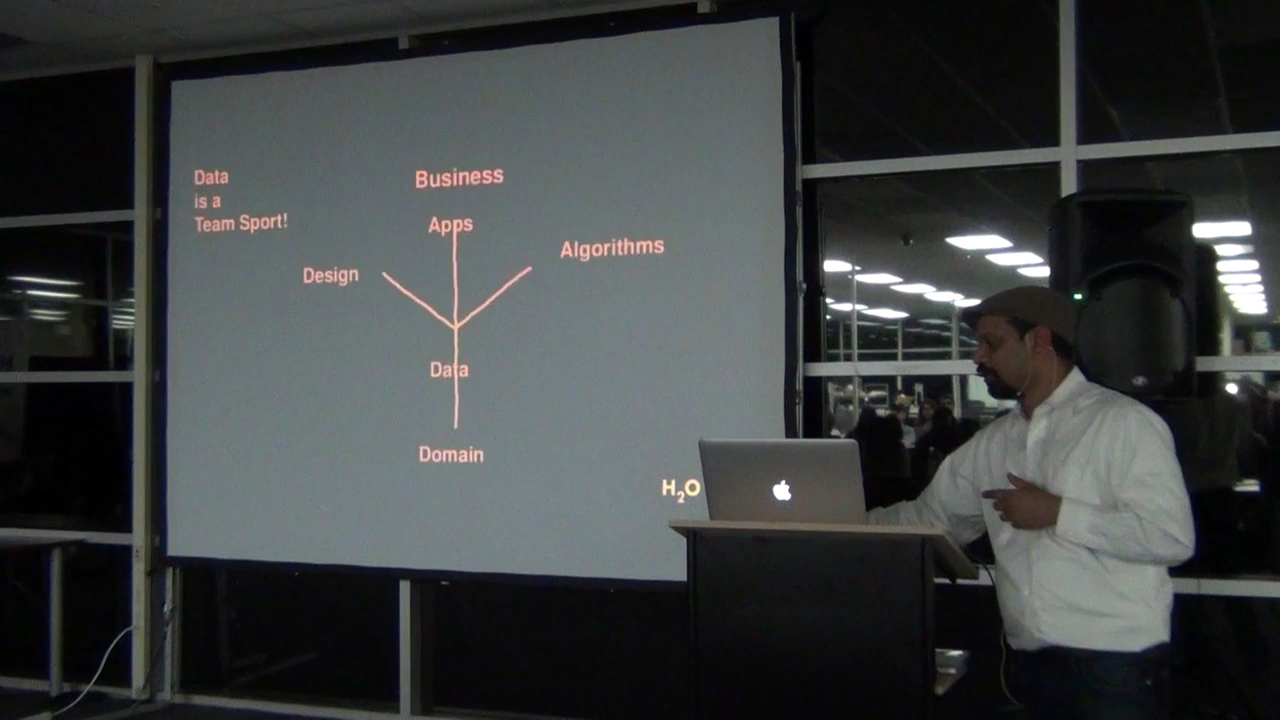 Data
is a
Team Sport!
Business
Apps
Algorithms
Design
Data
Domain
H₂O